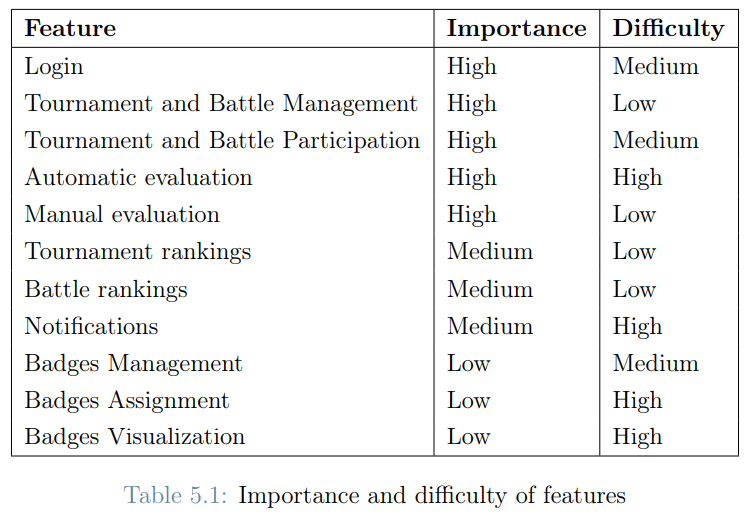 Feature Importance Difficulty
Login High Medium
Tournament and Battle Management High Low
Tournament and Battle Participation High Medium
Automatic evaluation High High
Manual evaluation High Low
Tournament rankings Medium Low
Battle rankings Medium Low
Notifications Medium High
Badges Management Low Medium
Badges Assignment Low High
Badges Visualization Low High
Table 5.1: Importance and difficulty of features